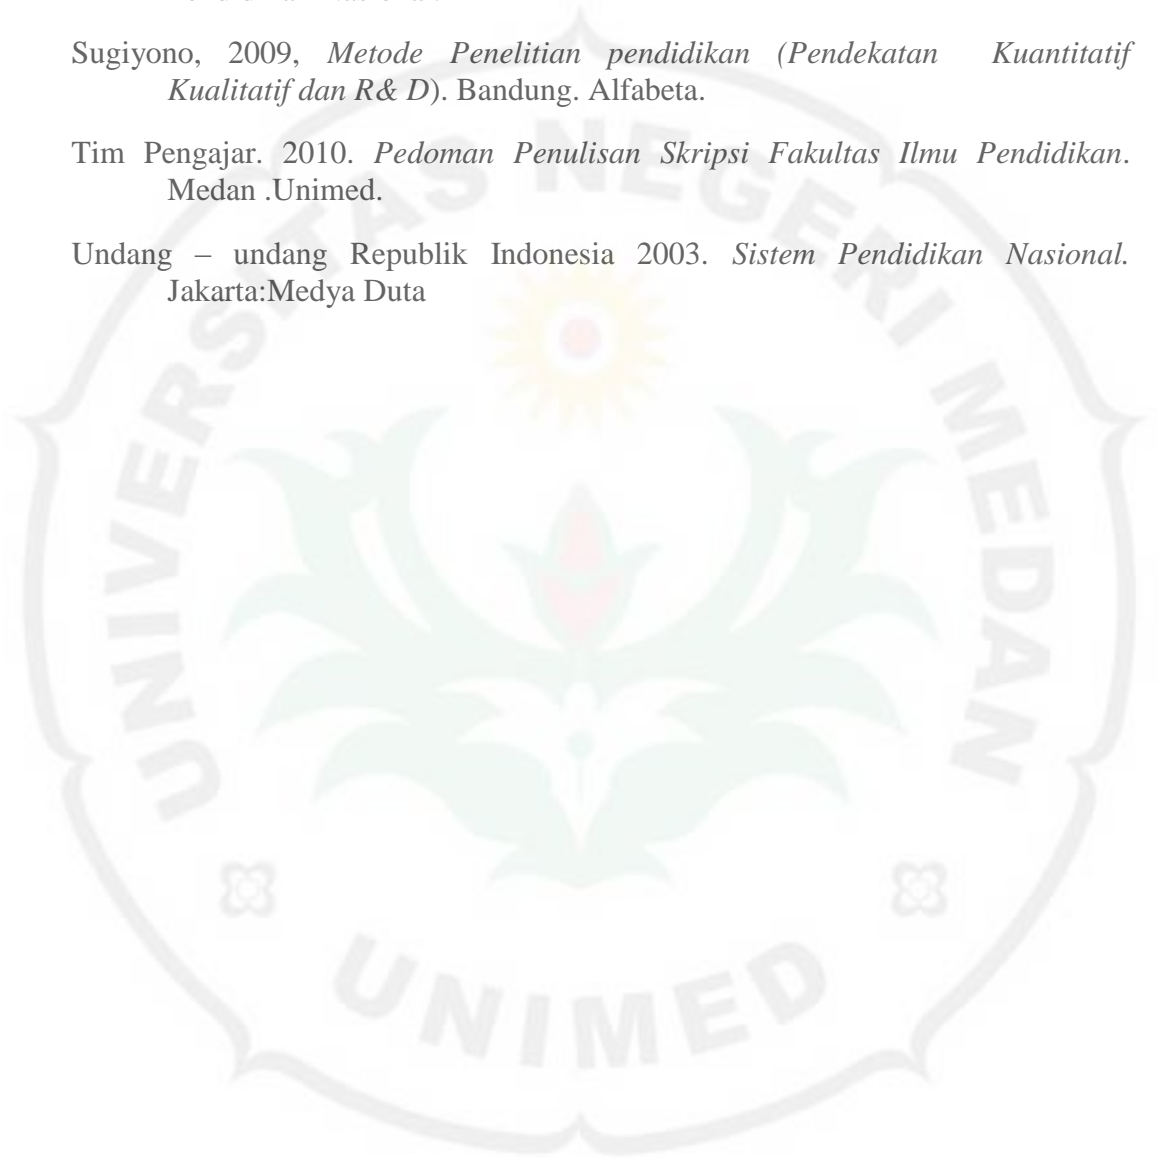 Sugiyono, 2009, Metode Penelitian pendidikan (Pendekatan Kuantitatif
Kualitatif dan R& D). Bandung. Alfabeta.
Tim Pengajar. 2010. Pedoman Penulisan Skripsi Fakultas Ilmu Pendidikan.
Medan .Unimed.
Undang – undang Republik Indonesia 2003. Sistem Pendidikan Nasional.
Jakarta:Medya Duta
UNIVERSITAS NEGERI MEDAN
UNIMED